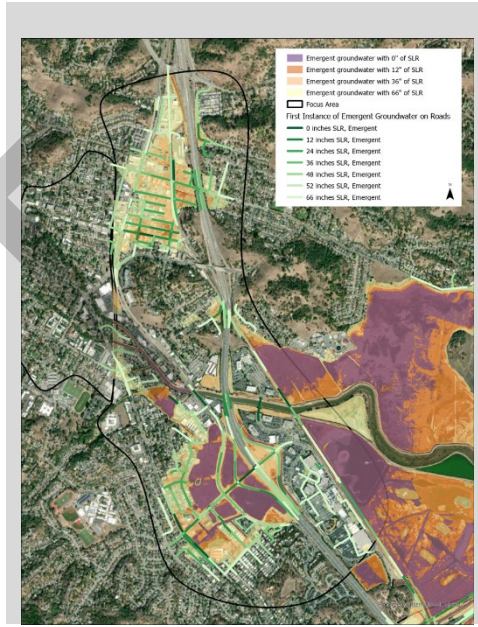 Emergent groundwater with 0" of SLR
Emergent groundwater with 12" of SLR
Emergent groundwater with 36" of SLR
Emergent groundwater with 66" of SLR
Focus Area
First Instance of Emergent Groundwater on Roads
0 inches SLR, Emergent
12 inches SLR, Emergent
24 inches SLR, Emergent
36 inches SLR, Emergent
48 inches SLR, Emergent
52 inches SLR, Emergent
66 inches SLR, Emergent